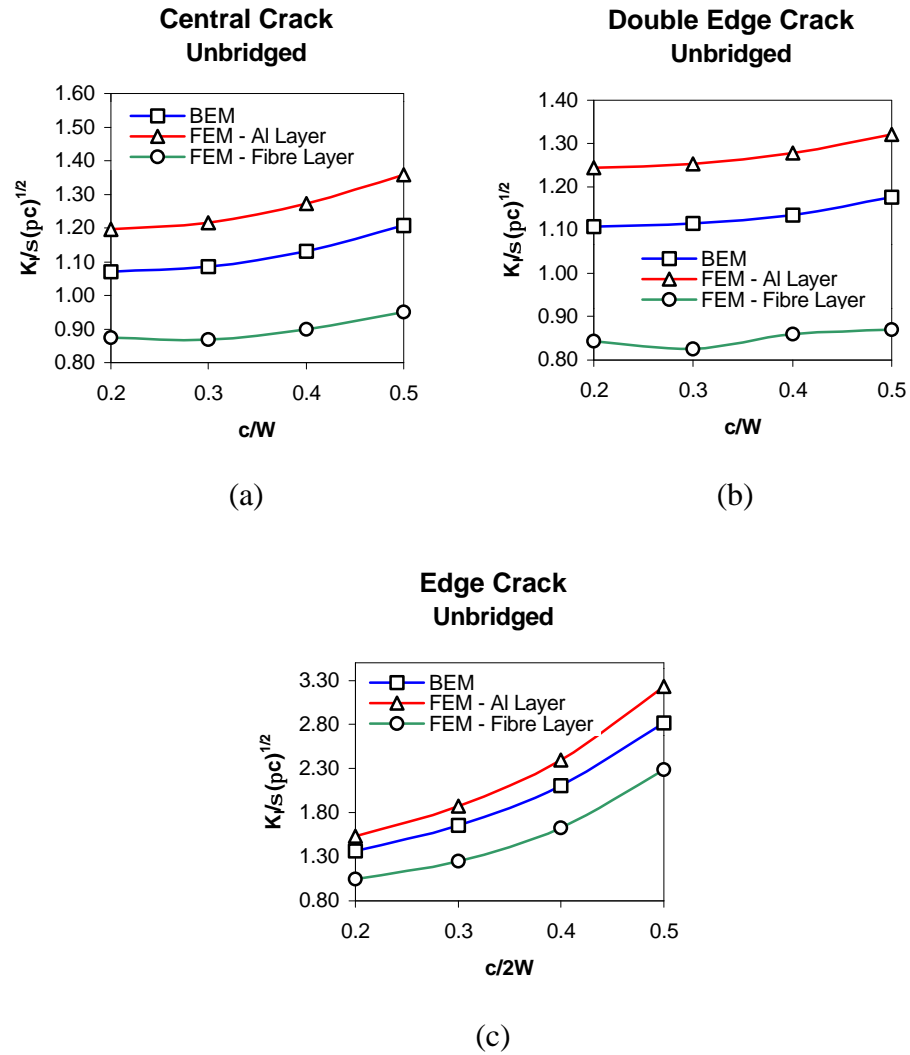 Central Crack
Unbridged
K_I/s(pc)^1/2
1.60
1.50
1.40
1.30
1.20
1.10
1.00
0.90
0.80
BEM
FEM - Al Layer
FEM - Fibre Layer
0.2 0.3 0.4 0.5
c/W
(a)
Double Edge Crack
Unbridged
K_I/s(pc)^1/2
1.40
1.30
1.20
1.10
1.00
0.90
0.80
BEM
FEM - Al Layer
FEM - Fibre Layer
0.2 0.3 0.4 0.5
c/W
(b)
Edge Crack
Unbridged
K_I/s(pc)^1/2
3.30
2.80
2.30
1.80
1.30
0.80
BEM
FEM - Al Layer
FEM - Fibre Layer
0.2 0.3 0.4 0.5
c/2W
(c)